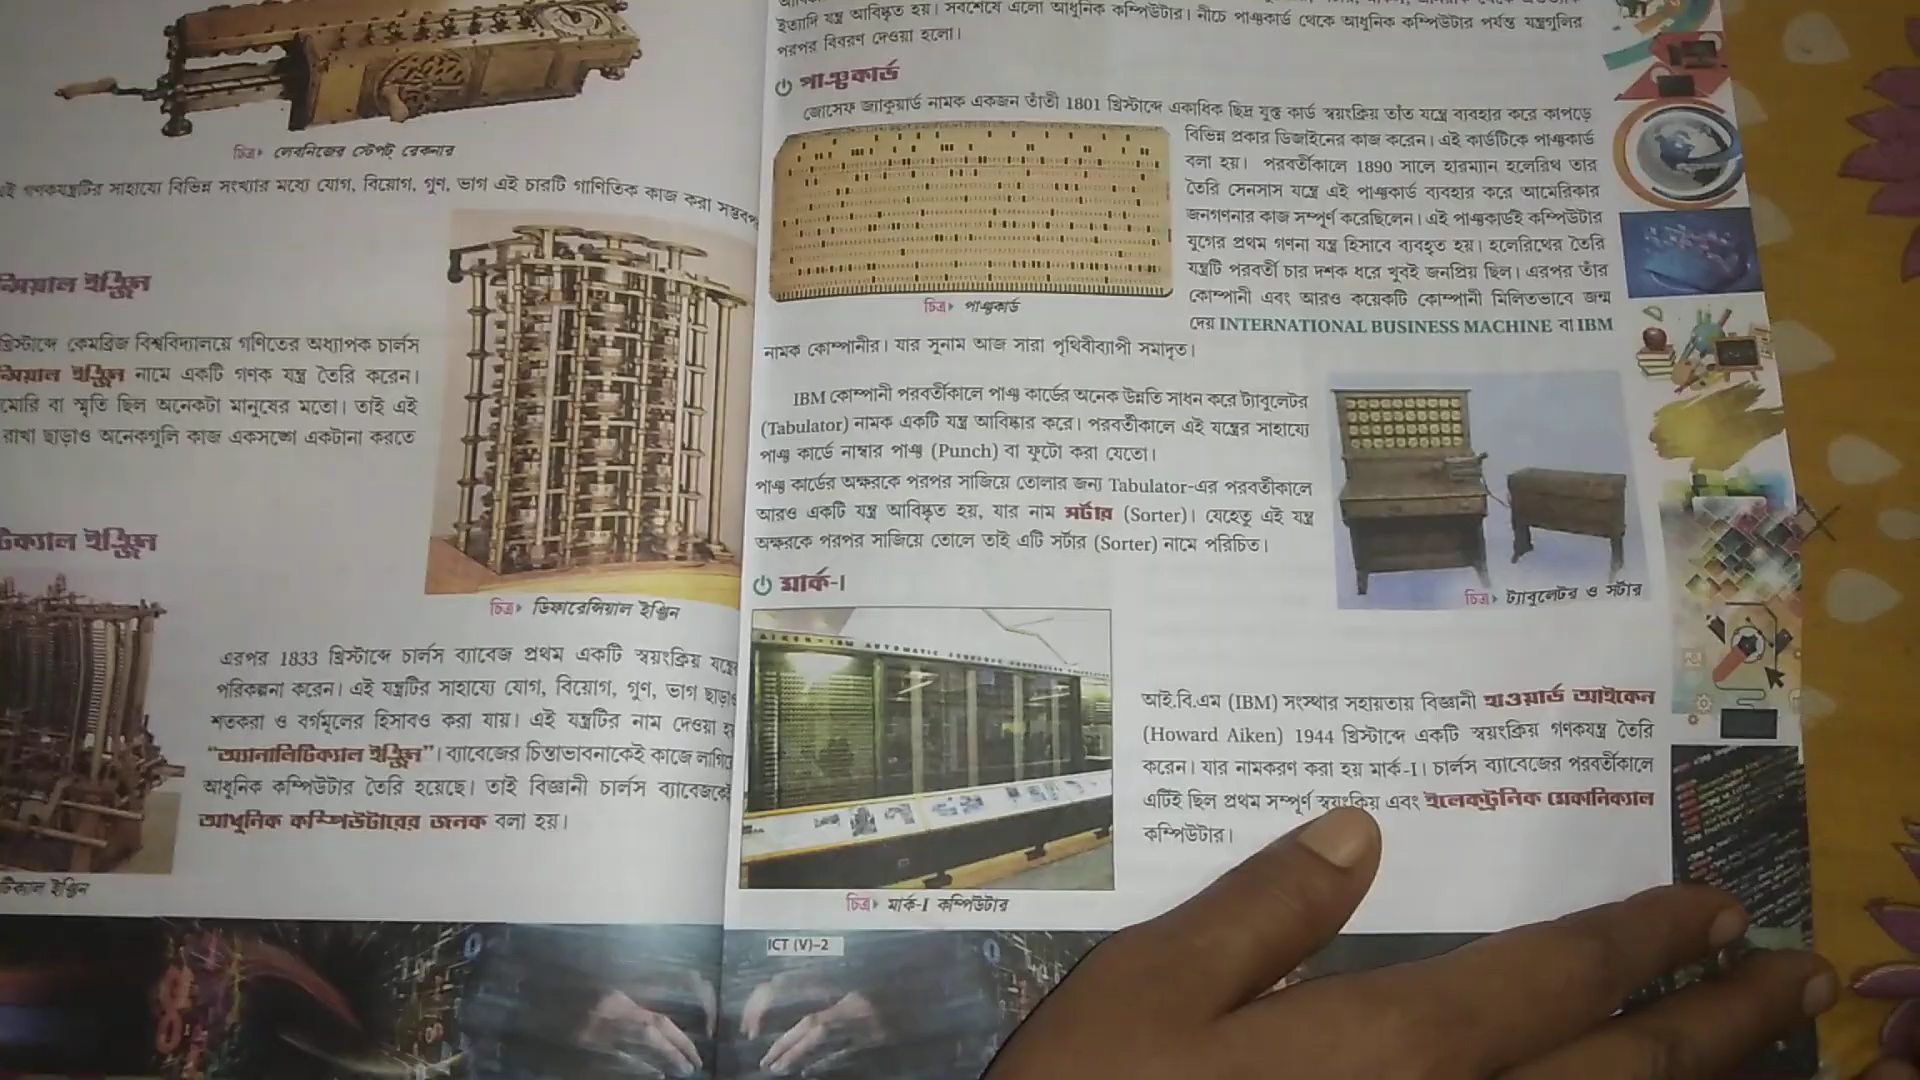 চিত্র▸ লেবনিজের স্টেপট্ রেকনার
এই গণকযন্ত্রটির সাহায্যে বিভিন্ন সংখ্যার মধ্যে যোগ, বিয়োগ, গুণ, ভাগ এই চারটি গাণিতিক কাজ করা সম্ভবপ
ইঞ্জিন
খ্রিস্টাব্দে কেমব্রিজ বিশ্ববিদ্যালয়ে গণিতের অধ্যাপক চার্লস
ইঞ্জিন নামে একটি গণক যন্ত্র তৈরি করেন।
মোরি বা স্মৃতি ছিল অনেকটা মানুষের মতো। তাই এই
রাখা ছাড়াও অনেকগুলি কাজ একসঙ্গে একটানা করতে
চিত্র▸ ডিফারেন্সিয়াল ইঞ্জিন
টিক্যাল ইঞ্জিন
এরপর 1833 খ্রিস্টাব্দে চার্লস ব্যাবেজ প্রথম একটি স্বয়ংক্রিয় যন্ত্রের
পরিকল্পনা করেন। এই যন্ত্রটির সাহায্যে যোগ, বিয়োগ, গুণ, ভাগ ছাড়াও
শতকরা ও বর্গমূলের হিসাবও করা যায়। এই যন্ত্রটির নাম দেওয়া হ
“অ্যানালিটিক্যাল ইঞ্জিন”। ব্যাবেজের চিন্তাভাবনাকেই কাজে লাগিয়ে
আধুনিক কম্পিউটার তৈরি হয়েছে। তাই বিজ্ঞানী চার্লস ব্যাবেজকেই
আধুনিক কম্পিউটারের জনক বলা হয়।
টিক্যাল ইঞ্জিন
ইত্যাদি যন্ত্র আবিষ্কৃত হয়। সবশেষে এলো আধুনিক কম্পিউটার। নীচে পাঞ্চকার্ড থেকে আধুনিক কম্পিউটার পর্যন্ত যন্ত্রগুলির
পরপর বিবরণ দেওয়া হলো।
পাঞ্চকার্ড
জোসেফ জ্যাকুয়ার্ড নামক একজন তাঁতী 1801 খ্রিস্টাব্দে একাধিক ছিদ্র যুক্ত কার্ড স্বয়ংক্রিয় তাঁত যন্ত্রে ব্যবহার করে কাপড়ে
বিভিন্ন প্রকার ডিজাইনের কাজ করেন। এই কার্ডটিকে পাঞ্চকার্ড
বলা হয়। পরবর্তীকালে 1890 সালে হারম্যান হলেরিথ তার
তৈরি সেনসাস যন্ত্রে এই পাঞ্চকার্ড ব্যবহার করে আমেরিকার
জনগণনার কাজ সম্পূর্ণ করেছিলেন। এই পাঞ্চকার্ডই কম্পিউটার
যুগের প্রথম গণনা যন্ত্র হিসাবে ব্যবহৃত হয়। হলেরিথের তৈরি
যন্ত্রটি পরবর্তী চার দশক ধরে খুবই জনপ্রিয় ছিল। এরপর তাঁর
কোম্পানী এবং আরও কয়েকটি কোম্পানী মিলিতভাবে জন্ম
দেয় INTERNATIONAL BUSINESS MACHINE বা IBM
চিত্র▸ পাঞ্চকার্ড
নামক কোম্পানীর। যার সুনাম আজ সারা পৃথিবীব্যাপী সমাদৃত।
IBM কোম্পানী পরবর্তীকালে পাঞ্চ কার্ডের অনেক উন্নতি সাধন করে ট্যাবুলেটর
(Tabulator) নামক একটি যন্ত্র আবিষ্কার করে। পরবর্তীকালে এই যন্ত্রের সাহায্যে
পাঞ্চ কার্ডে নাম্বার পাঞ্চ (Punch) বা ফুটো করা যেতো।
পাঞ্চ কার্ডের অক্ষরকে পরপর সাজিয়ে তোলার জন্য Tabulator-এর পরবর্তীকালে
আরও একটি যন্ত্র আবিষ্কৃত হয়, যার নাম সর্টার (Sorter)। যেহেতু এই যন্ত্র
অক্ষরকে পরপর সাজিয়ে তোলে তাই এটি সর্টার (Sorter) নামে পরিচিত।
চিত্র▸ ট্যাবুলেটর ও সর্টার
মার্ক-I
AIKEN-IBM AUTOMATIC SEQUENCE CONTROLLED
চিত্র▸ মার্ক-I কম্পিউটার
আই.বি.এম (IBM) সংস্থার সহায়তায় বিজ্ঞানী হাওয়ার্ড আইকেন
(Howard Aiken) 1944 খ্রিস্টাব্দে একটি স্বয়ংক্রিয় গণকযন্ত্র তৈরি
করেন। যার নামকরণ করা হয় মার্ক-I। চার্লস ব্যাবেজের পরবর্তীকালে
এটিই ছিল প্রথম সম্পূর্ণ স্বয়ংক্রিয় এবং ইলেকট্রনিক মেকানিক্যাল
কম্পিউটার।
ICT (V)–2